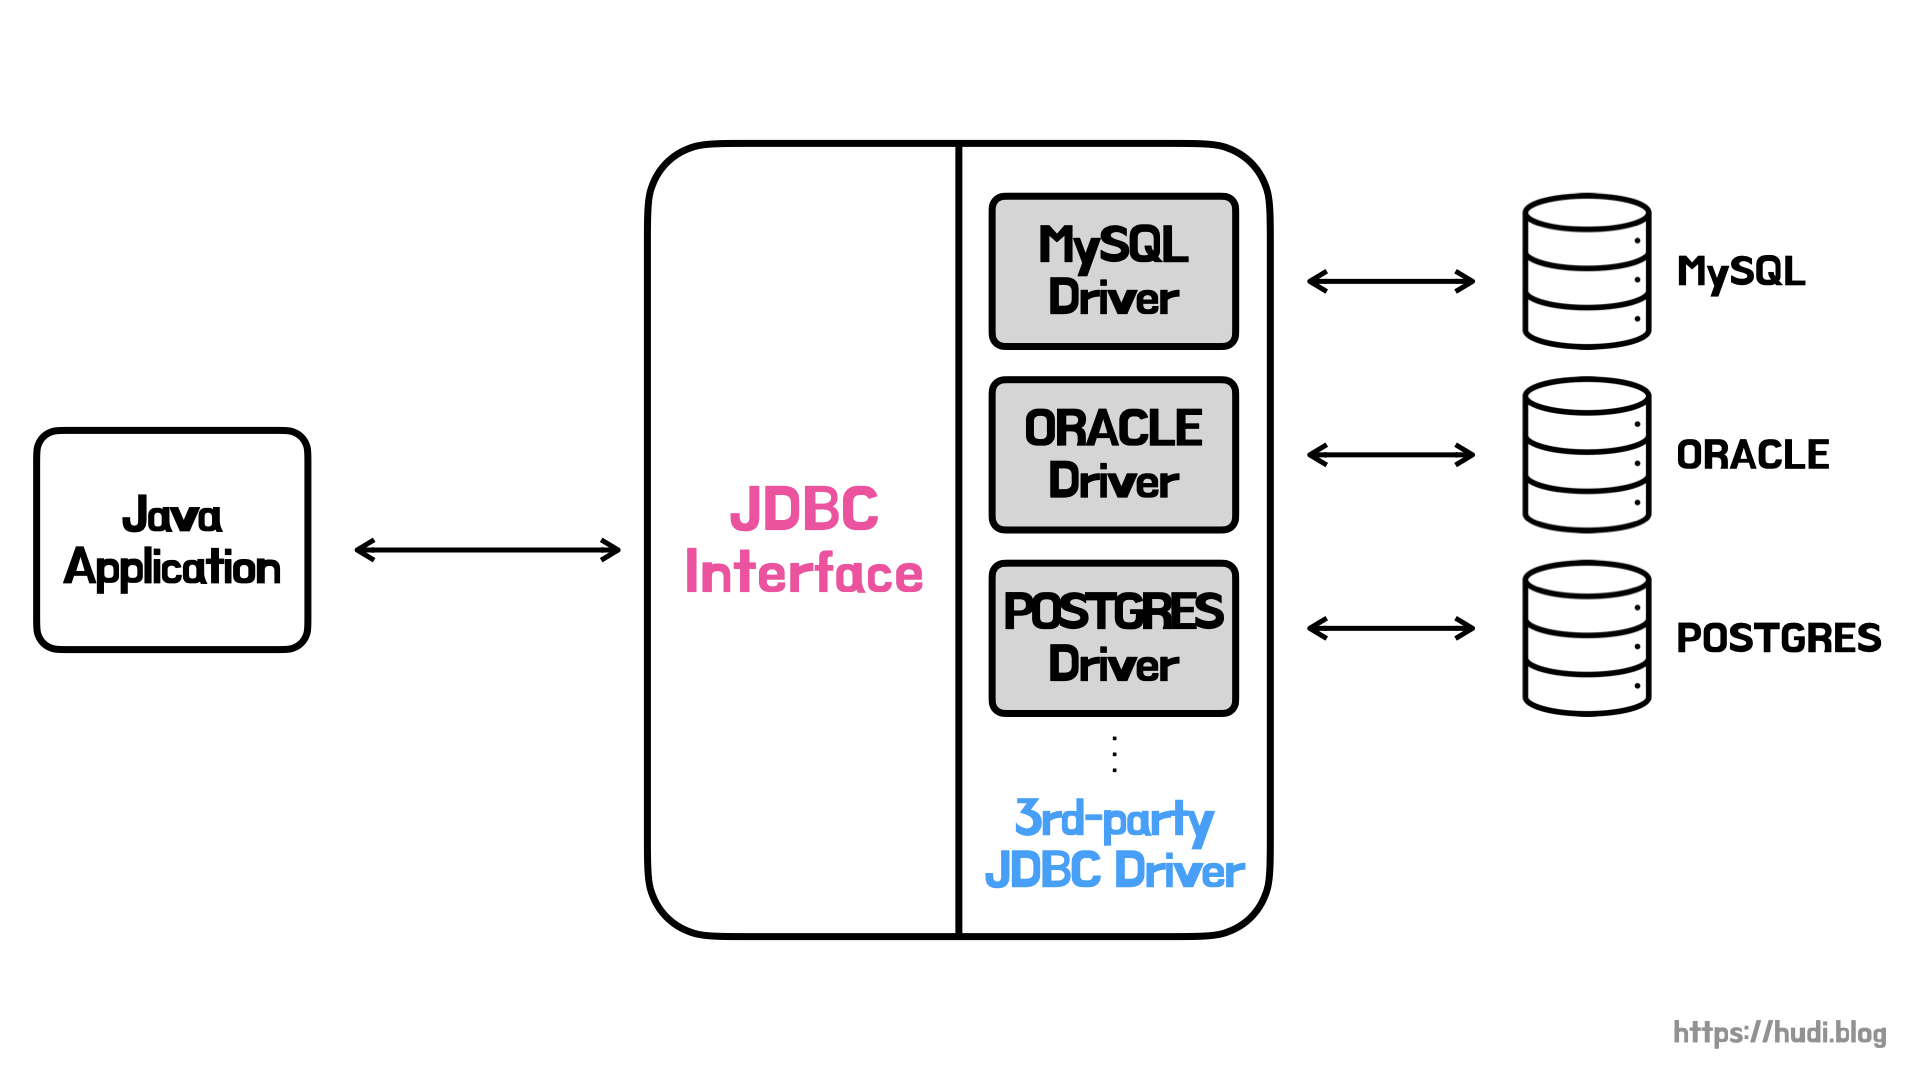 Java
Application
JDBC
Interface
MySQL
Driver
ORACLE
Driver
POSTGRES
Driver
3rd-party
JDBC Driver
MySQL
ORACLE
POSTGRES
https://hudi.blog